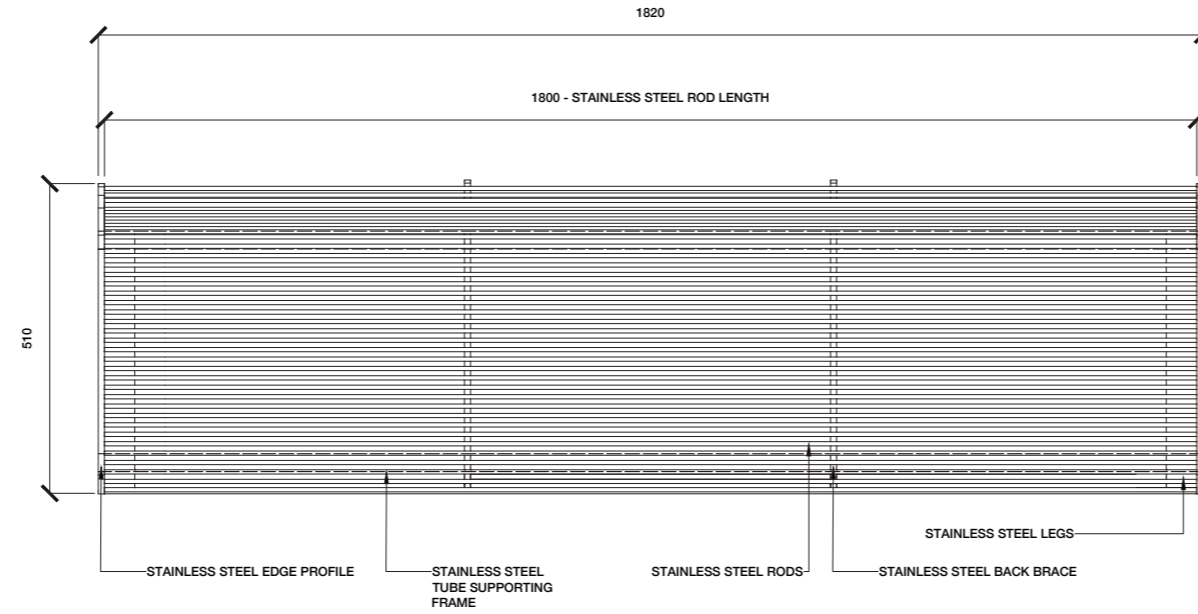 1820
1800 - STAINLESS STEEL ROD LENGTH
510
STAINLESS STEEL LEGS
STAINLESS STEEL EDGE PROFILE
STAINLESS STEEL
TUBE SUPPORTING
FRAME
STAINLESS STEEL RODS
STAINLESS STEEL BACK BRACE